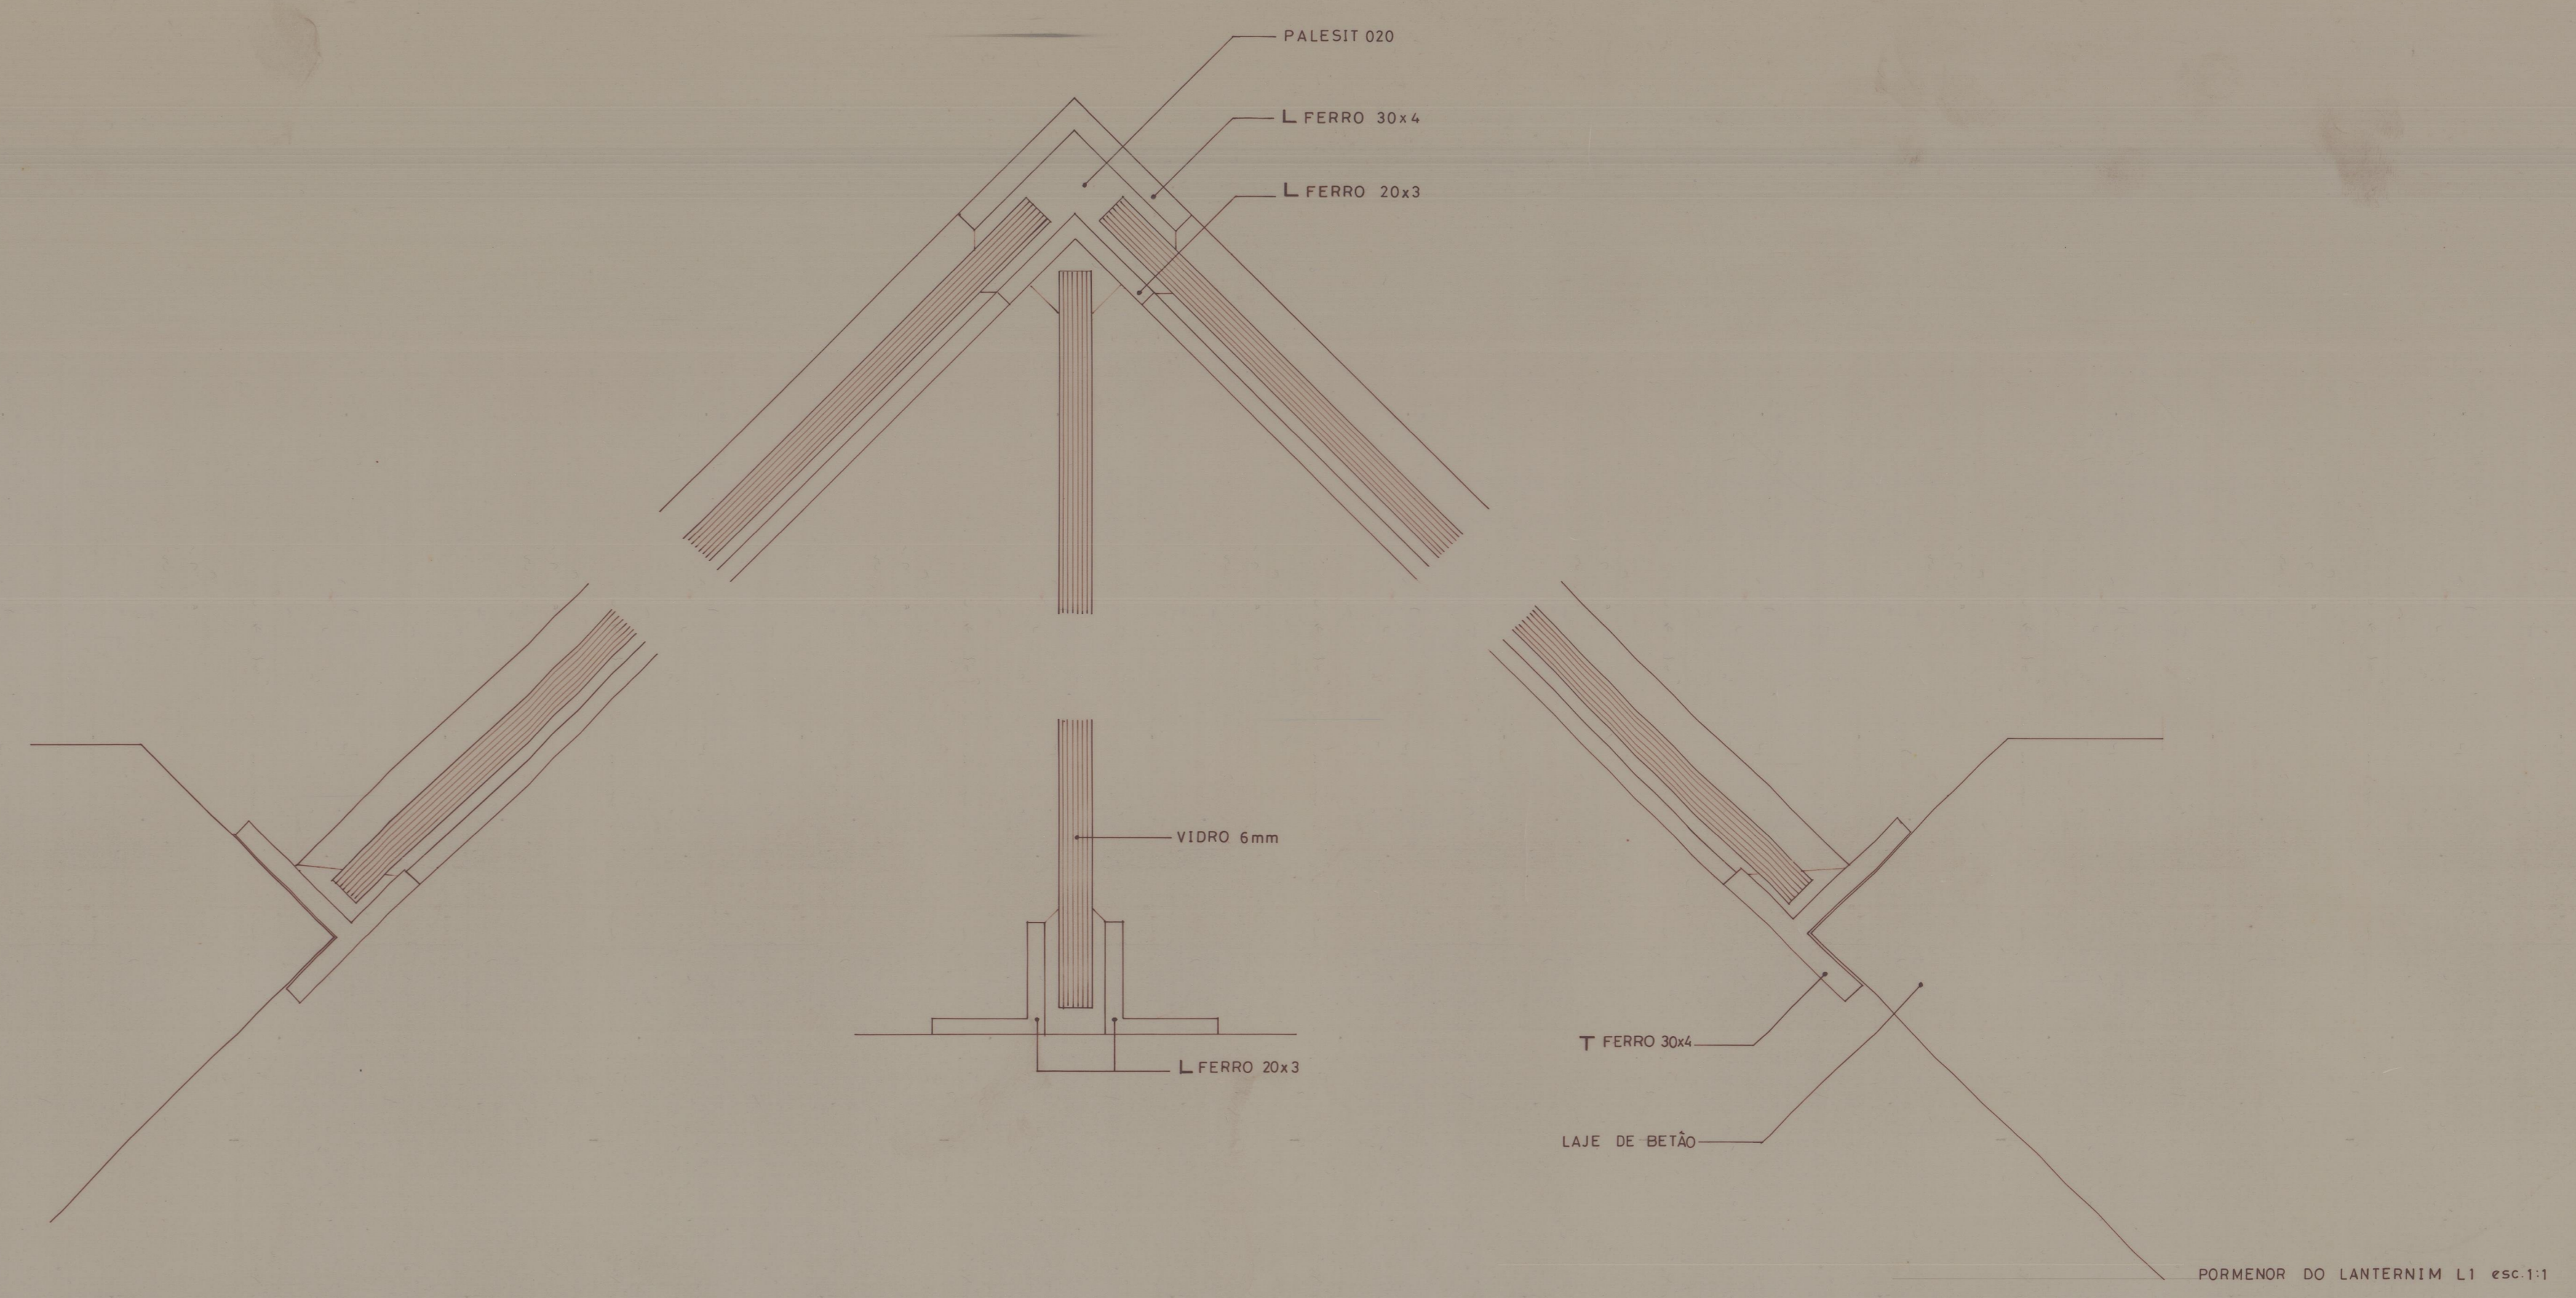 PALESIT 020
L FERRO 30x4
L FERRO 20x3
VIDRO 6mm
T FERRO 30x4
L FERRO 20x3
LAJE DE BETÃO
PORMENOR DO LANTERNIM L1 esc.1:1